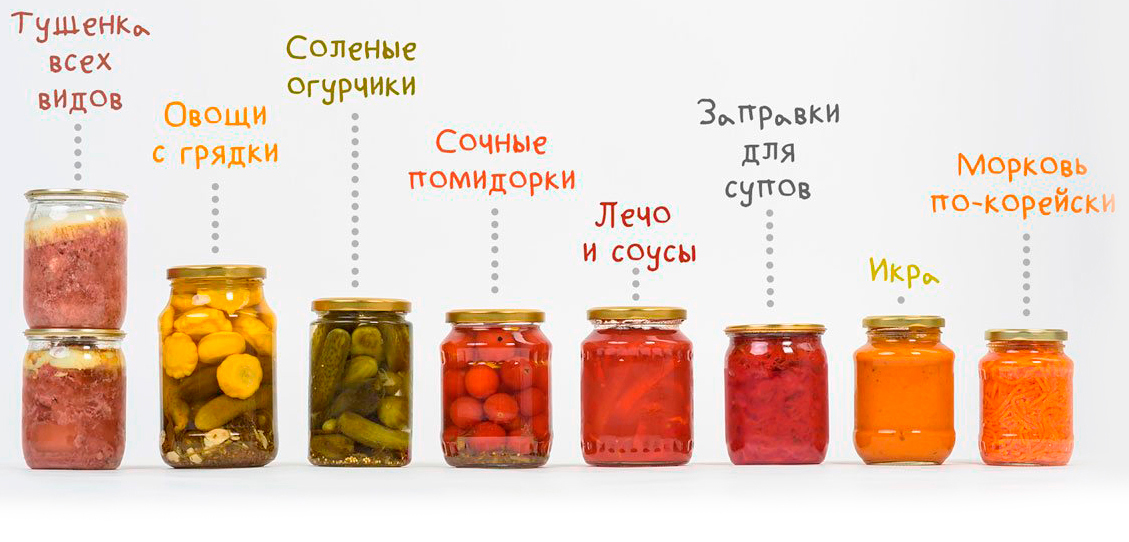 Тушенка
всех
видов
Овощи
с грядки
Соленые
огурчики
Сочные
помидорки
Лечо
и соусы
Заправки
для
супов
Икра
Морковь
по-корейски